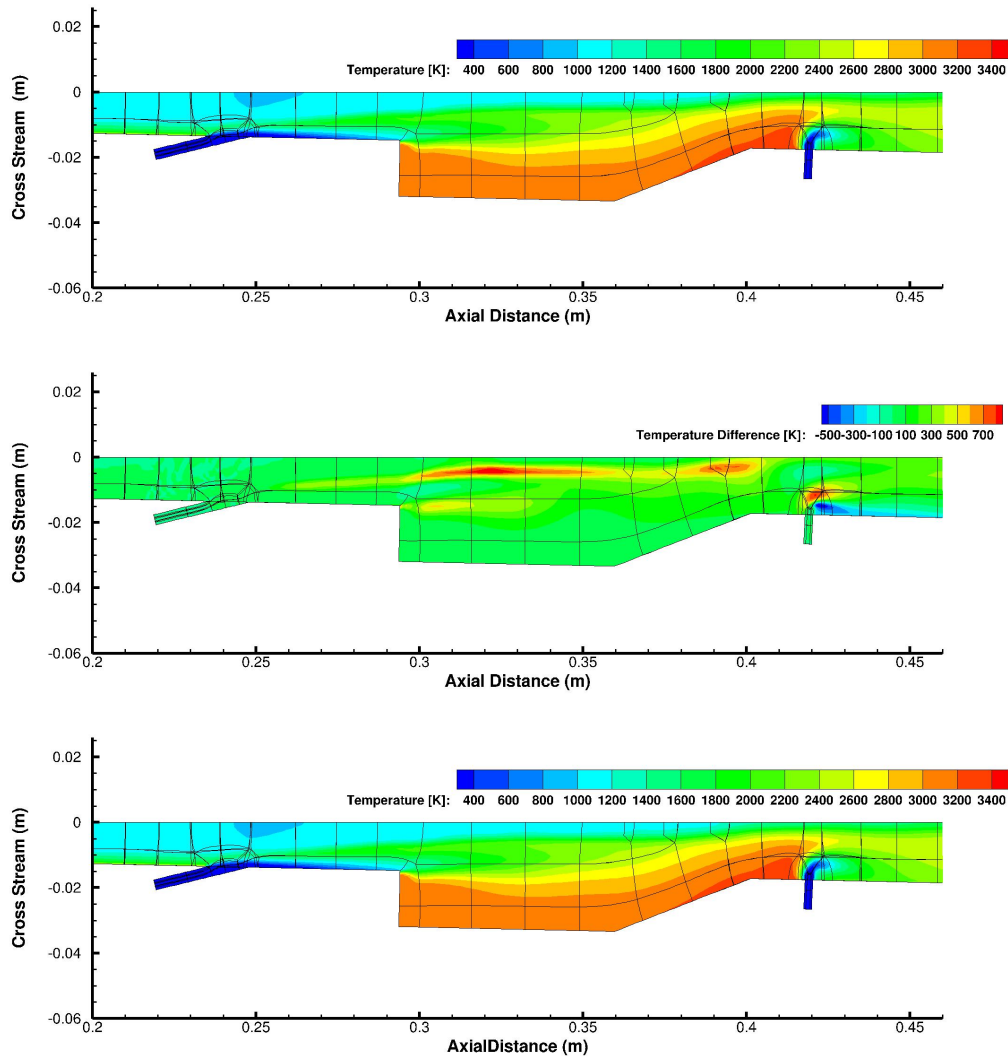 0.02
Temperature [K]: 400 600 800 1000 1200 1400 1600 1800 2000 2200 2400 2600 2800 3000 3200 3400
0
-0.02
-0.04
-0.06
Cross Stream (m)
0.2 0.25 0.3 0.35 0.4 0.45
Axial Distance (m)
0.02
Temperature Difference [K]: -500 -300 -100 100 300 500 700
0
-0.02
-0.04
-0.06
Cross Stream (m)
0.2 0.25 0.3 0.35 0.4 0.45
Axial Distance (m)
0.02
Temperature [K]: 400 600 800 1000 1200 1400 1600 1800 2000 2200 2400 2600 2800 3000 3200 3400
0
-0.02
-0.04
-0.06
Cross Stream (m)
0.2 0.25 0.3 0.35 0.4 0.45
AxialDistance (m)